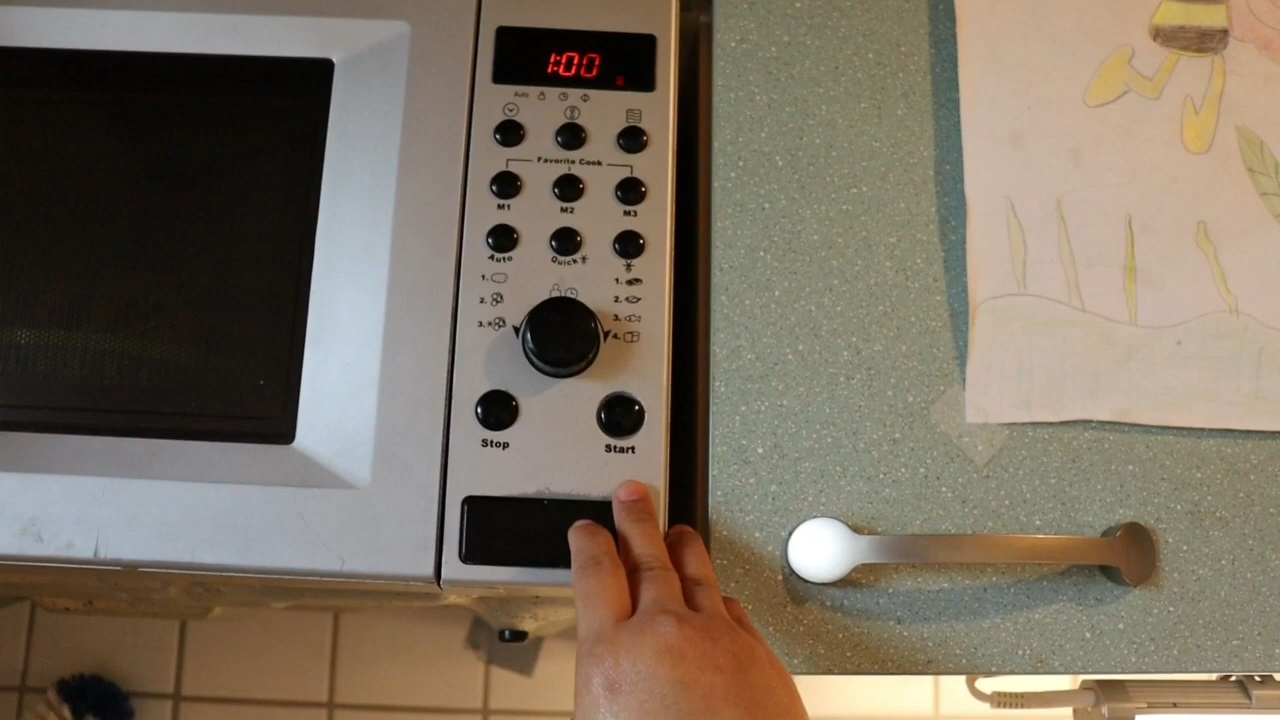 1:00
Auto
Favorite Cook
M1 M2 M3
Auto Quick
1. 1.
2. 2.
3. 3.
4.
Stop Start